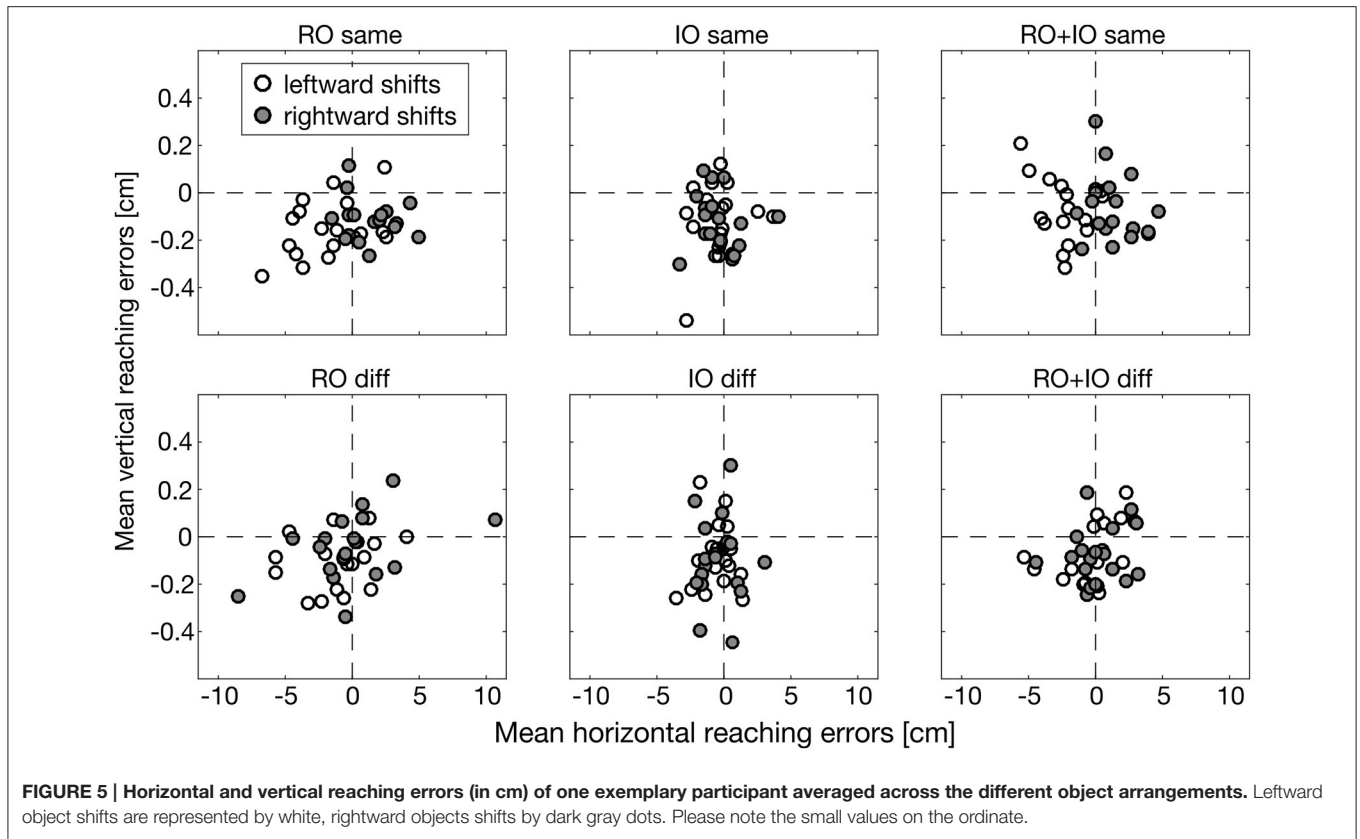 RO same
IO same
RO+IO same
leftward shifts
rightward shifts
0.4
0.2
0
-0.2
-0.4
RO diff
IO diff
RO+IO diff
0.4
0.2
0
-0.2
-0.4
Mean vertical reaching errors [cm]
-10 -5 0 5 10
-10 -5 0 5 10
-10 -5 0 5 10
Mean horizontal reaching errors [cm]
FIGURE 5 | Horizontal and vertical reaching errors (in cm) of one exemplary participant averaged across the different object arrangements. Leftward
object shifts are represented by white, rightward objects shifts by dark gray dots. Please note the small values on the ordinate.